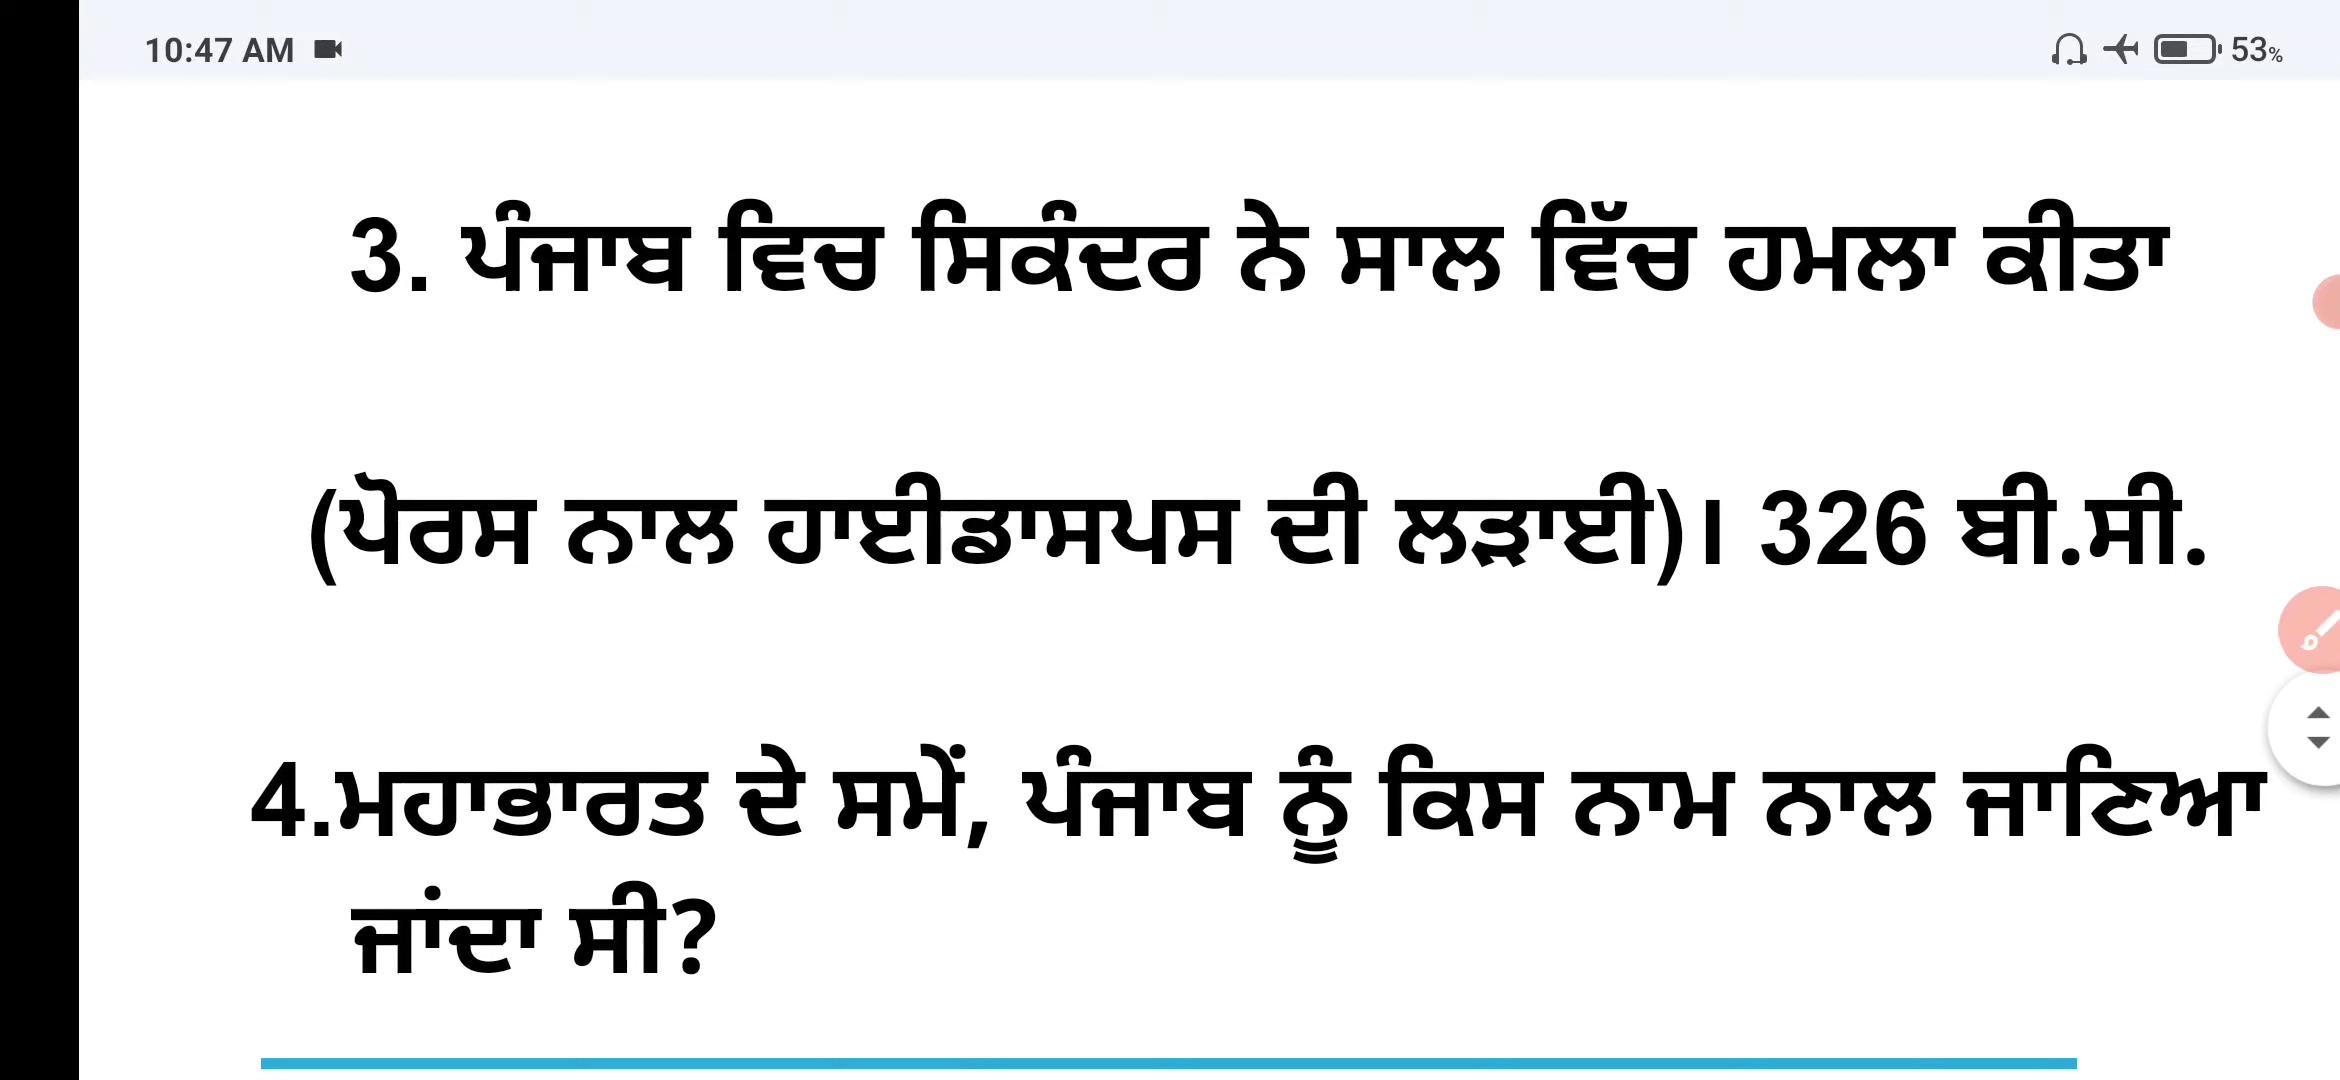 10:47 AM 53%
3. ਪੰਜਾਬ ਵਿਚ ਸਿਕੰਦਰ ਨੇ ਸਾਲ ਵਿੱਚ ਹਮਲਾ ਕੀਤਾ
(ਪੋਰਸ ਨਾਲ ਹਾਈਡਾਸਪਸ ਦੀ ਲੜਾਈ)। 326 ਬੀ.ਸੀ.
4.ਮਹਾਭਾਰਤ ਦੇ ਸਮੇਂ, ਪੰਜਾਬ ਨੂੰ ਕਿਸ ਨਾਮ ਨਾਲ ਜਾਣਿਆ
ਜਾਂਦਾ ਸੀ?